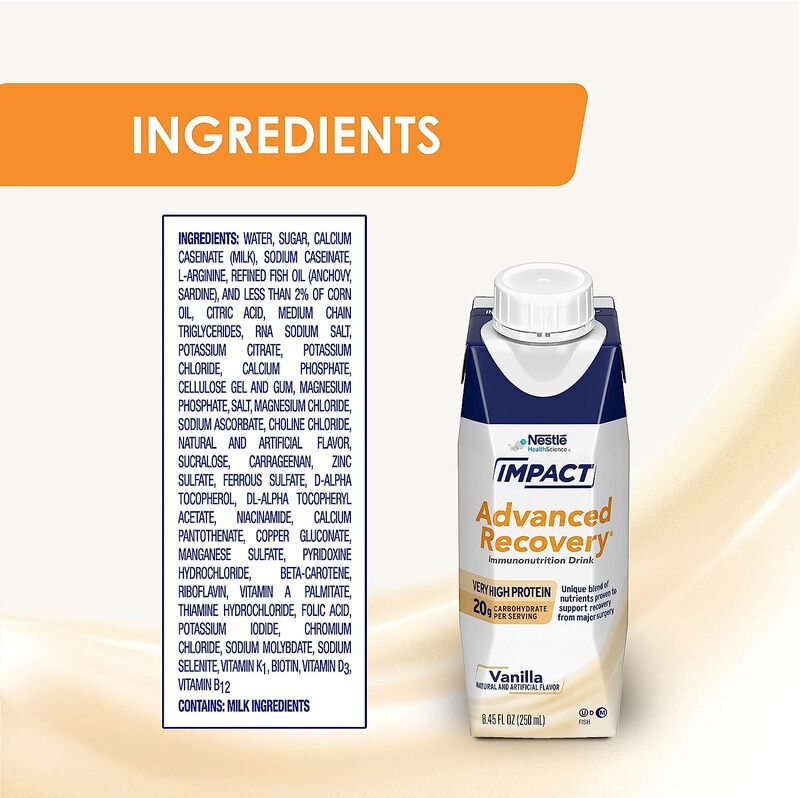 INGREDIENTS
INGREDIENTS: WATER, SUGAR, CALCIUM
CASEINATE (MILK), SODIUM CASEINATE,
L-ARGININE, REFINED FISH OIL (ANCHOVY,
SARDINE), AND LESS THAN 2% OF CORN
OIL, CITRIC ACID, MEDIUM CHAIN
TRIGLYCERIDES, RNA SODIUM SALT,
POTASSIUM CITRATE, POTASSIUM
CHLORIDE, CALCIUM PHOSPHATE,
CELLULOSE GEL AND GUM, MAGNESIUM
PHOSPHATE, SALT, MAGNESIUM CHLORIDE,
SODIUM ASCORBATE, CHOLINE CHLORIDE,
NATURAL AND ARTIFICIAL FLAVOR,
SUCRALOSE, CARRAGEENAN, ZINC
SULFATE, FERROUS SULFATE, D-ALPHA
TOCOPHEROL, DL-ALPHA TOCOPHERYL
ACETATE, NIACINAMIDE, CALCIUM
PANTOTHENATE, COPPER GLUCONATE,
MANGANESE SULFATE, PYRIDOXINE
HYDROCHLORIDE, BETA-CAROTENE,
RIBOFLAVIN, VITAMIN A PALMITATE,
THIAMINE HYDROCHLORIDE, FOLIC ACID,
POTASSIUM IODIDE, CHROMIUM
CHLORIDE, SODIUM MOLYBDATE, SODIUM
SELENITE, VITAMIN K1, BIOTIN, VITAMIN D3,
VITAMIN B12
CONTAINS: MILK INGREDIENTS
Nestlé
HealthScience®
IMPACT
Advanced
Recovery®
Immunonutrition Drink
VERY HIGH PROTEIN
20g CARBOHYDRATE
PER SERVING
Unique blend of
nutrients proven to
support recovery
from major surgery
Vanilla
NATURAL AND ARTIFICIAL FLAVOR
8.45 FL OZ (250 mL)
U D M
FISH